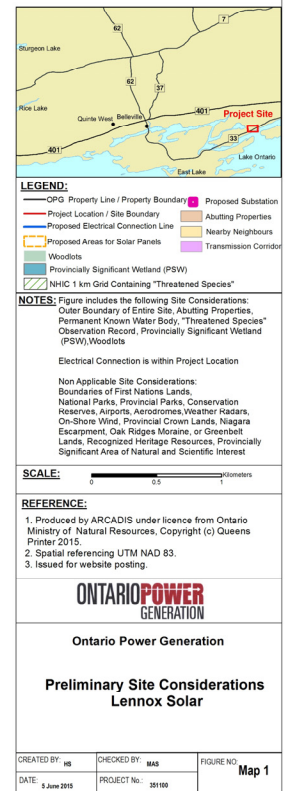 7
62
Sturgeon Lake
62
37
Rice Lake
401
Project Site
Quinte West Belleville
33
401
Lake Ontario
East Lake
LEGEND:
OPG Property Line / Property Boundary
Proposed Substation
Project Location / Site Boundary
Abutting Properties
Proposed Electrical Connection Line
Nearby Neighbours
Proposed Areas for Solar Panels
Transmission Corridor
Woodlots
Provincially Significant Wetland (PSW)
NHIC 1 km Grid Containing "Threatened Species"
NOTES: Figure includes the following Site Considerations:
Outer Boundary of Entire Site, Abutting Properties,
Permanent Known Water Body, "Threatened Species"
Observation Record, Provincially Significant Wetland
(PSW),Woodlots
Electrical Connection is within Project Location
Non Applicable Site Considerations:
Boundaries of First Nations Lands,
National Parks, Provincial Parks, Conservation
Reserves, Airports, Aerodromes,Weather Radars,
On-Shore Wind, Provincial Crown Lands, Niagara
Escarpment, Oak Ridges Moraine, or Greenbelt
Lands, Recognized Heritage Resources, Provincially
Significant Area of Natural and Scientific Interest
SCALE:
Kilometers
0 0.5 1
REFERENCE:
1. Produced by ARCADIS under licence from Ontario
Ministry of Natural Resources, Copyright (c) Queens
Printer 2015.
2. Spatial referencing UTM NAD 83.
3. Issued for website posting.
ONTARIOPOWER
GENERATION
Ontario Power Generation
Preliminary Site Considerations
Lennox Solar
CREATED BY: HS
CHECKED BY: MAS
FIGURE NO:
Map 1
DATE: 5 June 2015
PROJECT No.: 351100